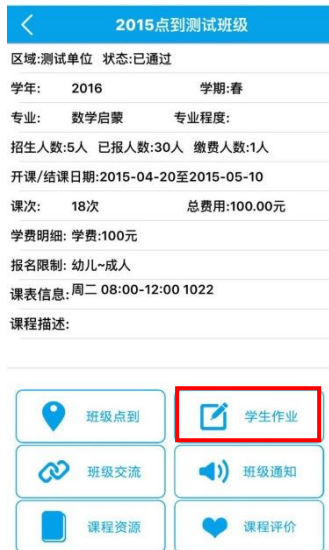 2015点到测试班级
区域:测试单位 状态:已通过
学年: 2016 学期:春
专业: 数学启蒙 专业程度:
招生人数:5人 已报人数:30人 缴费人数:1人
开课/结课日期:2015-04-20至2015-05-10
课次: 18次 总费用:100.00元
学费明细: 学费:100元
报名限制: 幼儿~成人
课表信息: 周二 08:00-12:00 1022
课程描述:
班级点到 学生作业
班级交流 班级通知
课程资源 课程评价